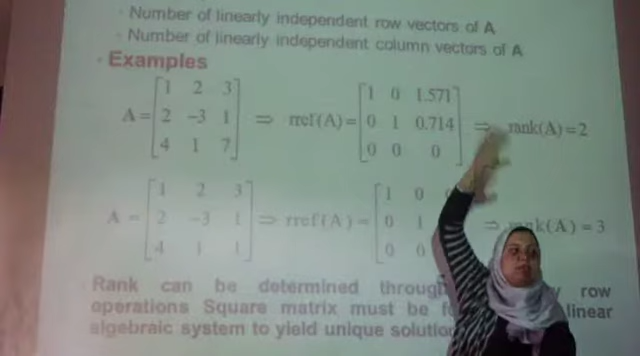 · Number of linearly independent row vectors of A
· Number of linearly independent column vectors of A
· Examples
A = [1 2 3; 2 -3 1; 4 1 7] ⇒ rref(A) = [1 0 1.571; 0 1 0.714; 0 0 0] ⇒ rank(A)=2
A = [1 2 3; 2 -3 1; 4 1 1] ⇒ rref(A) = [1 0; 0 1; 0 0 ⇒ rank(A) = 3
Rank can be determined through row
operations Square matrix must be linear
algebraic system to yield unique